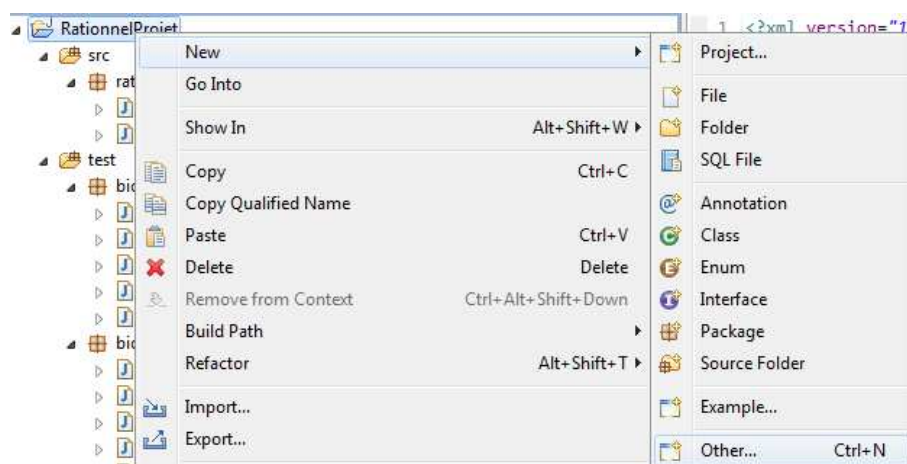 RationnelProjet
1 <?xml version="1
src
rat
test
bio
bio
New
Go Into
Show In Alt+Shift+W
Copy Ctrl+C
Copy Qualified Name
Paste Ctrl+V
Delete Delete
Remove from Context Ctrl+Alt+Shift+Down
Build Path
Refactor Alt+Shift+T
Import...
Export...
Project...
File
Folder
SQL File
Annotation
Class
Enum
Interface
Package
Source Folder
Example...
Other... Ctrl+N